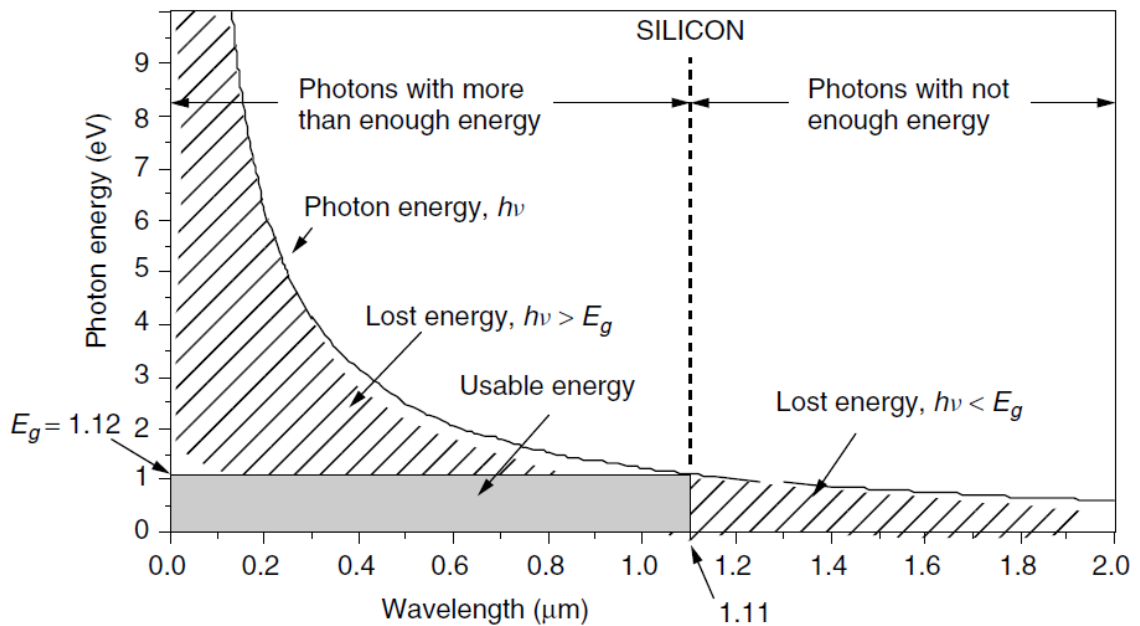 SILICON
Photons with more
than enough energy
Photons with not
enough energy
Photon energy, hν
Lost energy, hν > Eg
Usable energy
Lost energy, hν < Eg
Eg = 1.12
Photon energy (eV)
9
8
7
6
5
4
3
2
1
0
0.0 0.2 0.4 0.6 0.8 1.0 1.2 1.4 1.6 1.8 2.0
Wavelength (μm)
1.11